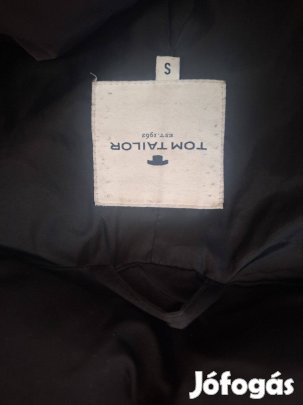 S
TOM TAILOR
EST. 1962
Jófogás